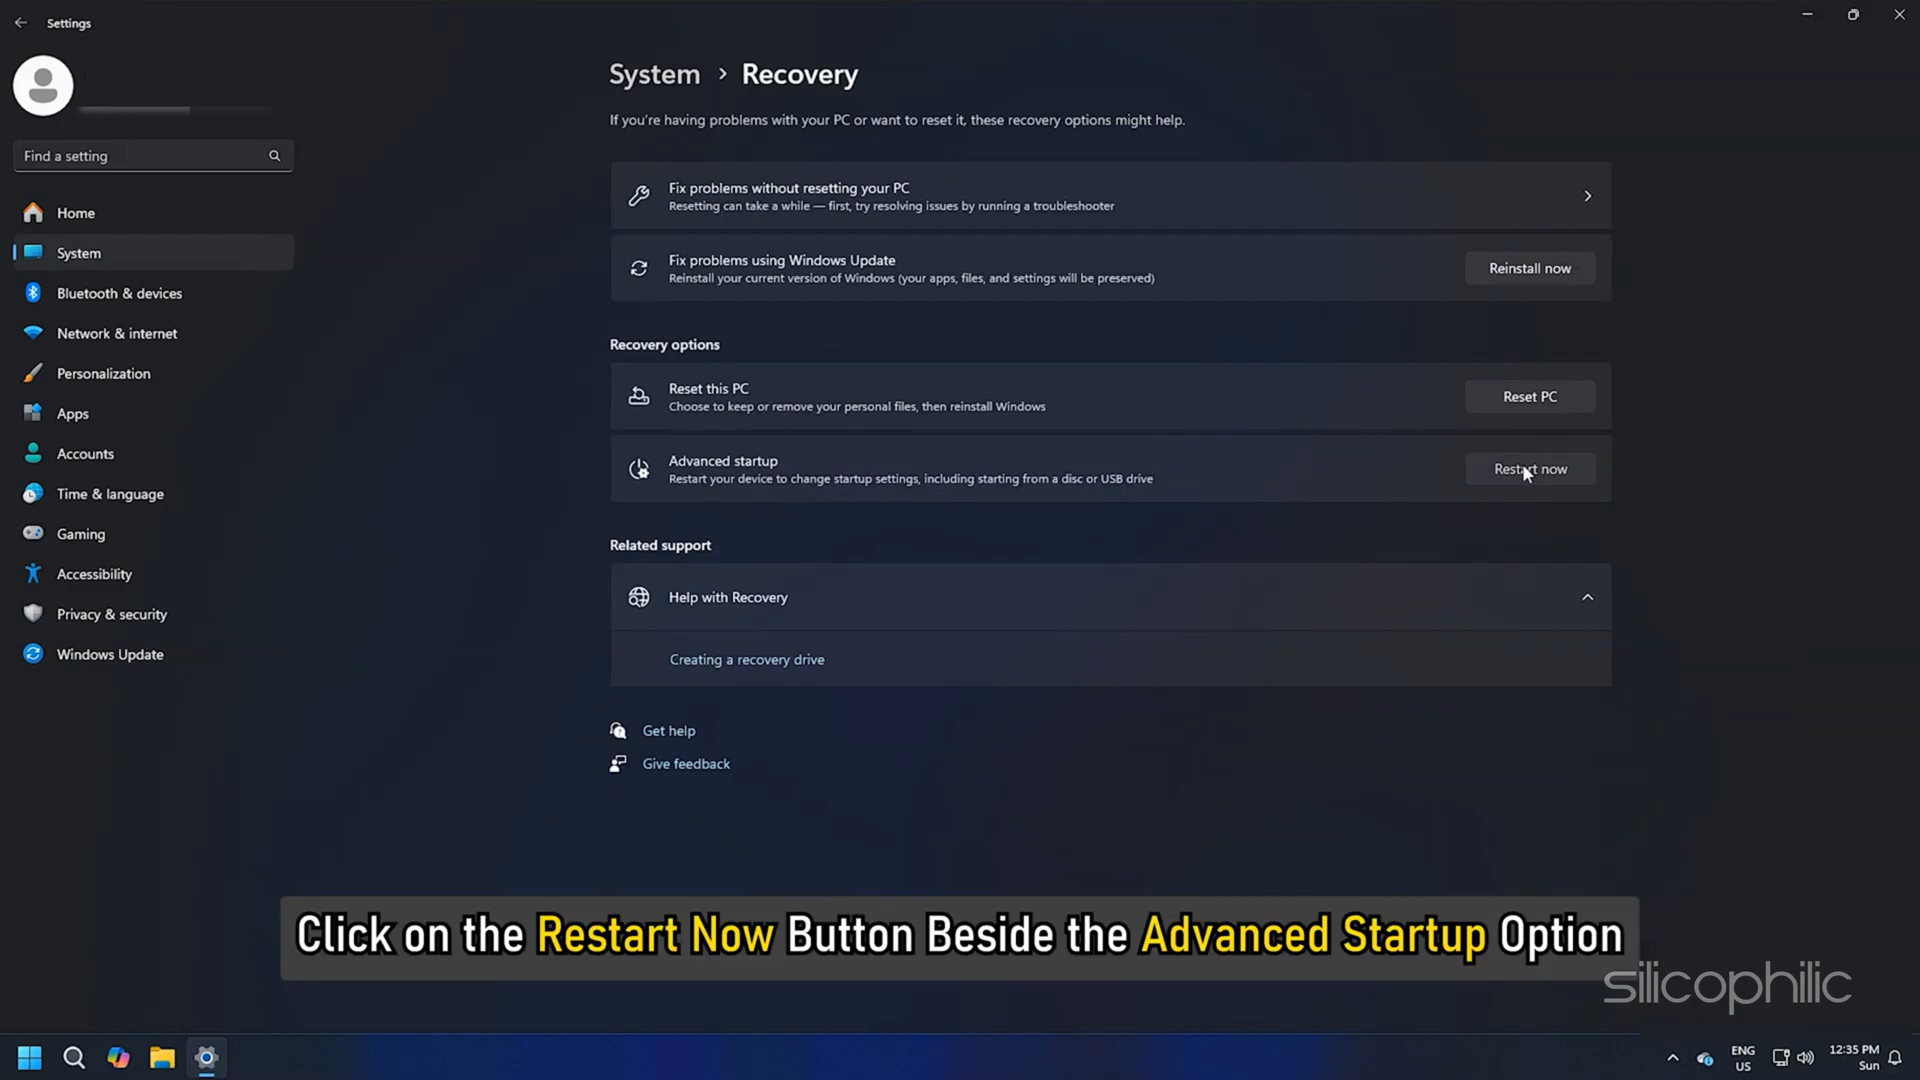 Settings
System › Recovery
If you're having problems with your PC or want to reset it, these recovery options might help.
Find a setting
Home
System
Bluetooth & devices
Network & internet
Personalization
Apps
Accounts
Time & language
Gaming
Accessibility
Privacy & security
Windows Update
Fix problems without resetting your PC
Resetting can take a while — first, try resolving issues by running a troubleshooter
Fix problems using Windows Update
Reinstall your current version of Windows (your apps, files, and settings will be preserved)
Reinstall now
Recovery options
Reset this PC
Choose to keep or remove your personal files, then reinstall Windows
Reset PC
Advanced startup
Restart your device to change startup settings, including starting from a disc or USB drive
Restart now
Related support
Help with Recovery
Creating a recovery drive
Get help
Give feedback
Click on the Restart Now Button Beside the Advanced Startup Option
silicophilic
ENG
US
12:35 PM
Sun